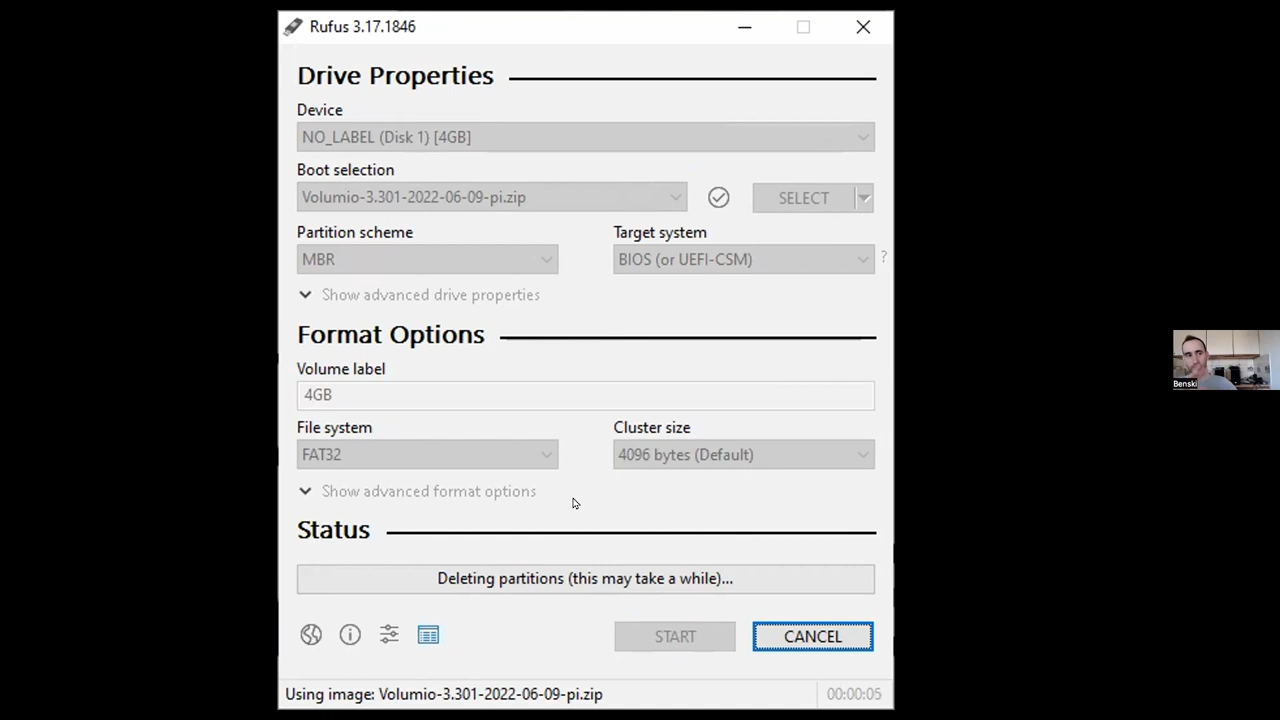 Rufus 3.17.1846
Drive Properties
Device
NO_LABEL (Disk 1) [4GB]
Boot selection
Volumio-3.301-2022-06-09-pi.zip
SELECT
Partition scheme
Target system
MBR
BIOS (or UEFI-CSM)
?
Show advanced drive properties
Format Options
Volume label
4GB
File system
Cluster size
FAT32
4096 bytes (Default)
Show advanced format options
Status
Deleting partitions (this may take a while)...
START
CANCEL
Using image: Volumio-3.301-2022-06-09-pi.zip
00:00:05
Benski